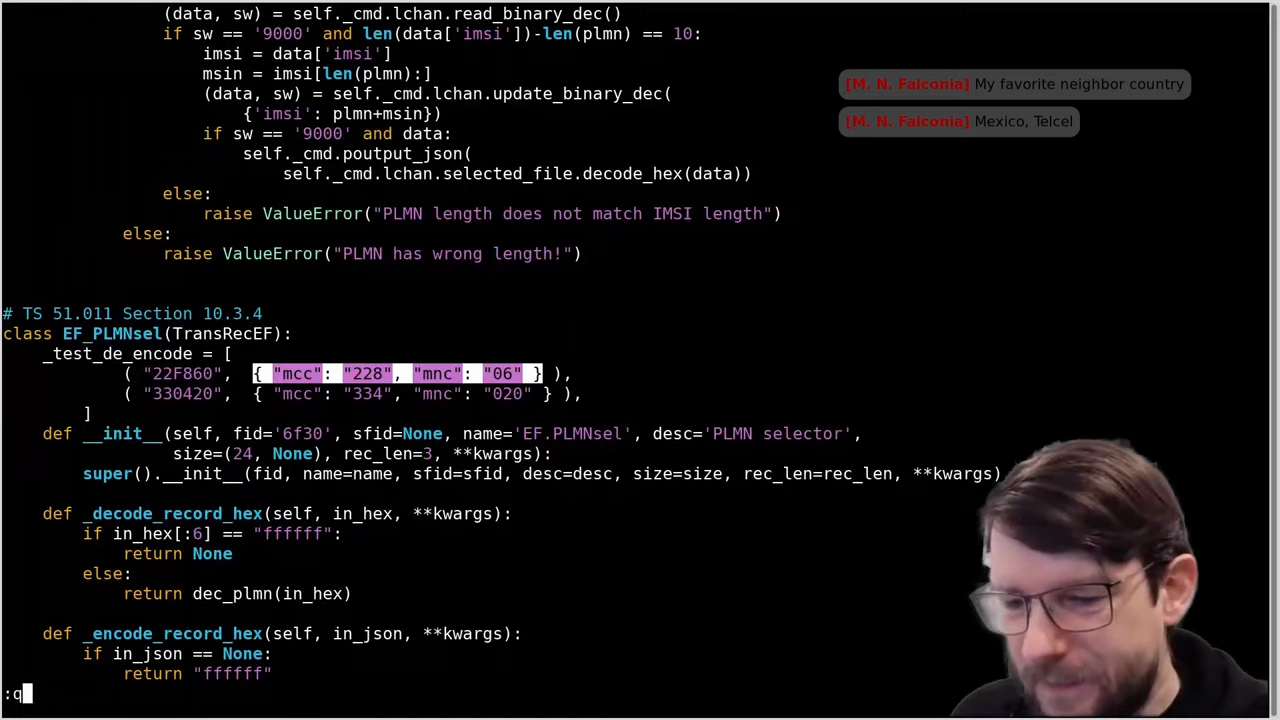 (data, sw) = self._cmd.lchan.read_binary_dec()
                if sw == '9000' and len(data['imsi'])-len(plmn) == 10:
                    imsi = data['imsi']
                    msin = imsi[len(plmn):]
                    (data, sw) = self._cmd.lchan.update_binary_dec(
                        {'imsi': plmn+msin})
                    if sw == '9000' and data:
                        self._cmd.poutput_json(
                            self._cmd.lchan.selected_file.decode_hex(data))
                else:
                    raise ValueError("PLMN length does not match IMSI length")
            else:
                raise ValueError("PLMN has wrong length!")
[M. N. Falconia] My favorite neighbor country
[M. N. Falconia] Mexico, Telcel
# TS 51.011 Section 10.3.4
class EF_PLMNsel(TransRecEF):
    _test_de_encode = [
            ( "22F860",  { "mcc": "228", "mnc": "06" } ),
            ( "330420",  { "mcc": "334", "mnc": "020" } ),
        ]
    def __init__(self, fid='6f30', sfid=None, name='EF.PLMNsel', desc='PLMN selector',
                 size=(24, None), rec_len=3, **kwargs):
        super().__init__(fid, name=name, sfid=sfid, desc=desc, size=size, rec_len=rec_len, **kwargs)
    def _decode_record_hex(self, in_hex, **kwargs):
        if in_hex[:6] == "ffffff":
            return None
        else:
            return dec_plmn(in_hex)
    def _encode_record_hex(self, in_json, **kwargs):
        if in_json == None:
            return "ffffff"
:q